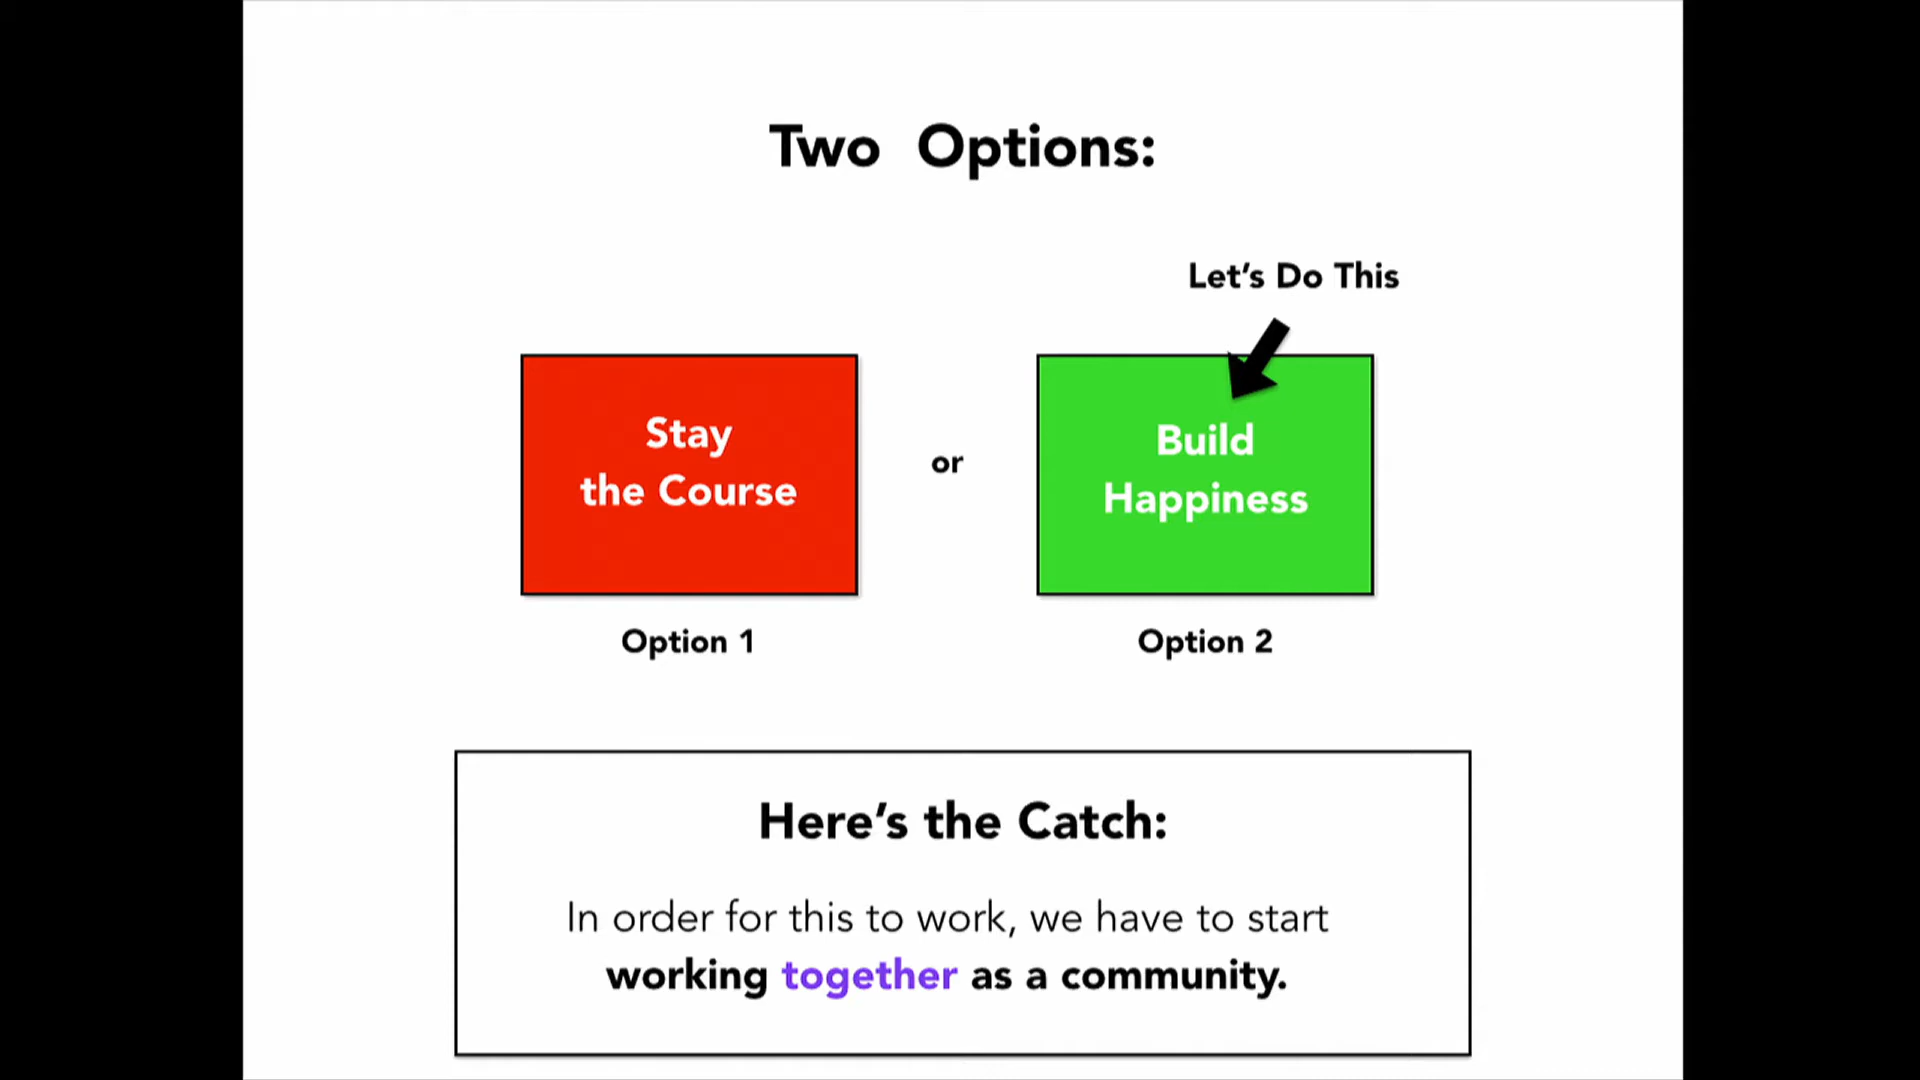 Two Options:
Let's Do This
Stay
the Course
or
Build
Happiness
Option 1
Option 2
Here's the Catch:
In order for this to work, we have to start
working together as a community.